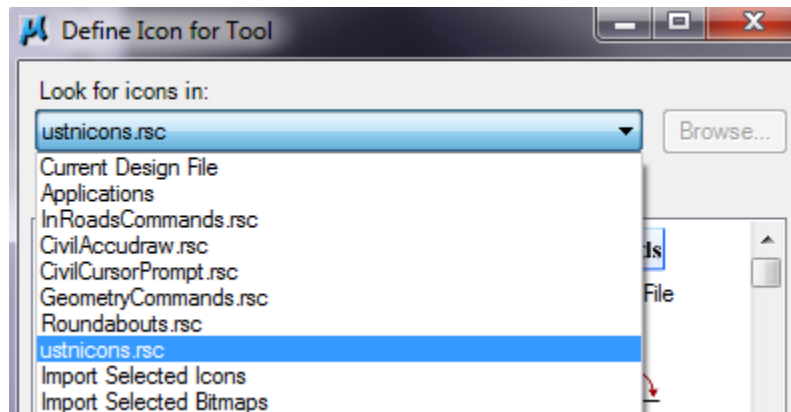 Define Icon for Tool
Look for icons in:
ustnicons.rsc
Browse...
Current Design File
Applications
InRoadsCommands.rsc
CivilAccudraw.rsc
CivilCursorPrompt.rsc
GeometryCommands.rsc
Roundabouts.rsc
ustnicons.rsc
Import Selected Icons
Import Selected Bitmaps
File